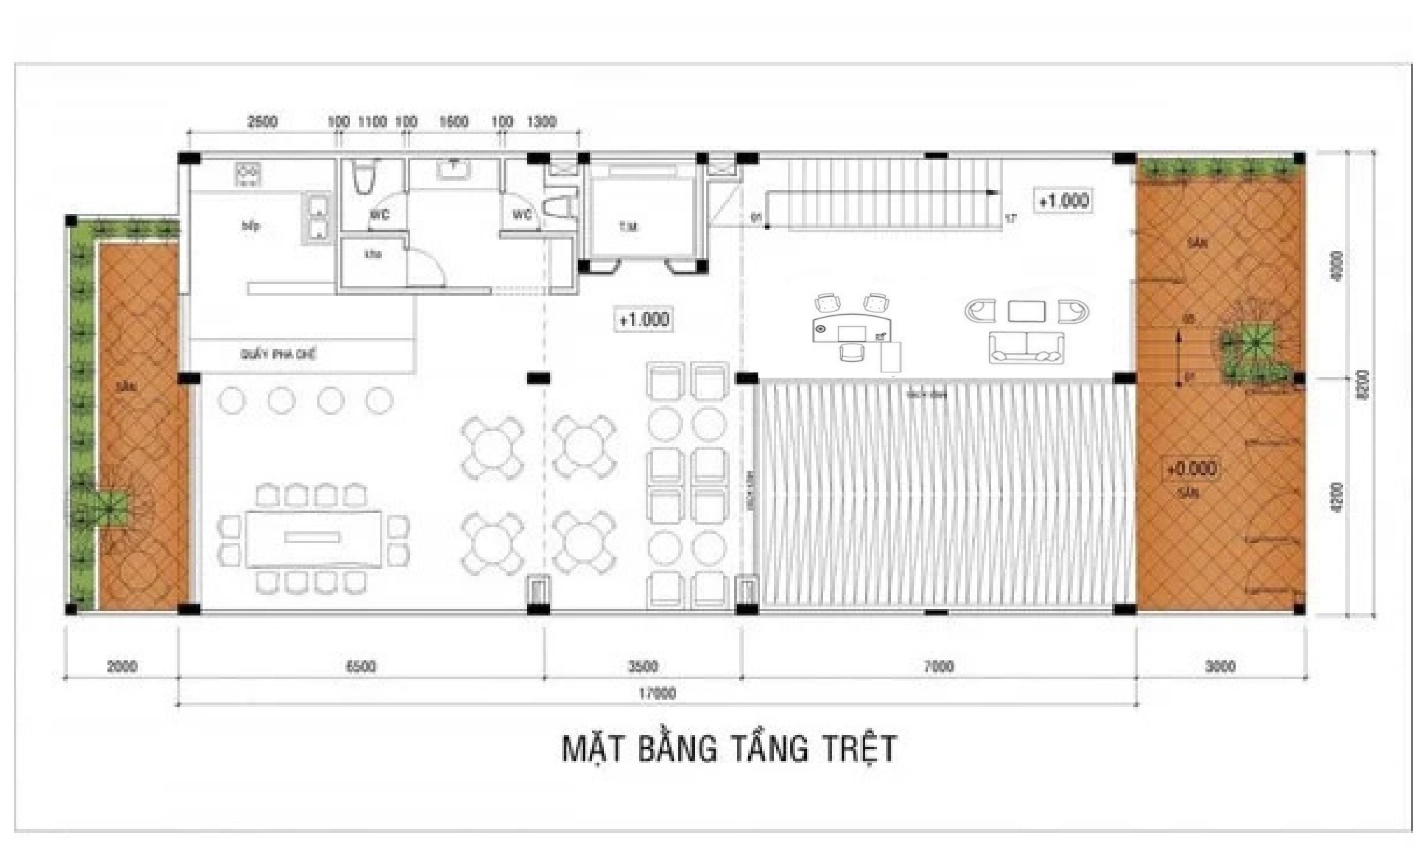 2600 100 1100 100 1600 100 1300
+1.000
01
17
bếp
WC
WC
T.M.
kho
SÂN
4000
+1.000
03
QUẦY PHA CHẾ
01
SÂN
8200
+0.000
SÂN
4200
2000 6500 3500 7000 3000
17000
MẶT BẰNG TẦNG TRỆT